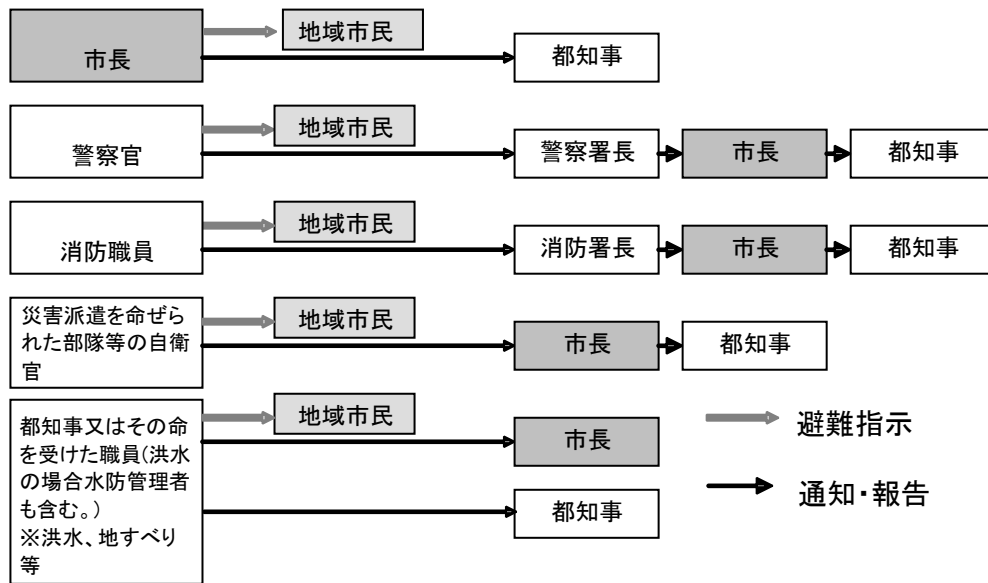 地域市民
市長
都知事
地域市民
警察官
警察署長
市長
都知事
地域市民
消防職員
消防署長
市長
都知事
災害派遣を命ぜら
れた部隊等の自衛
官
地域市民
市長
都知事
都知事又はその命
を受けた職員(洪水
の場合水防管理者
も含む。)
※洪水、地すべり
等
地域市民
市長
都知事
避難指示
通知・報告